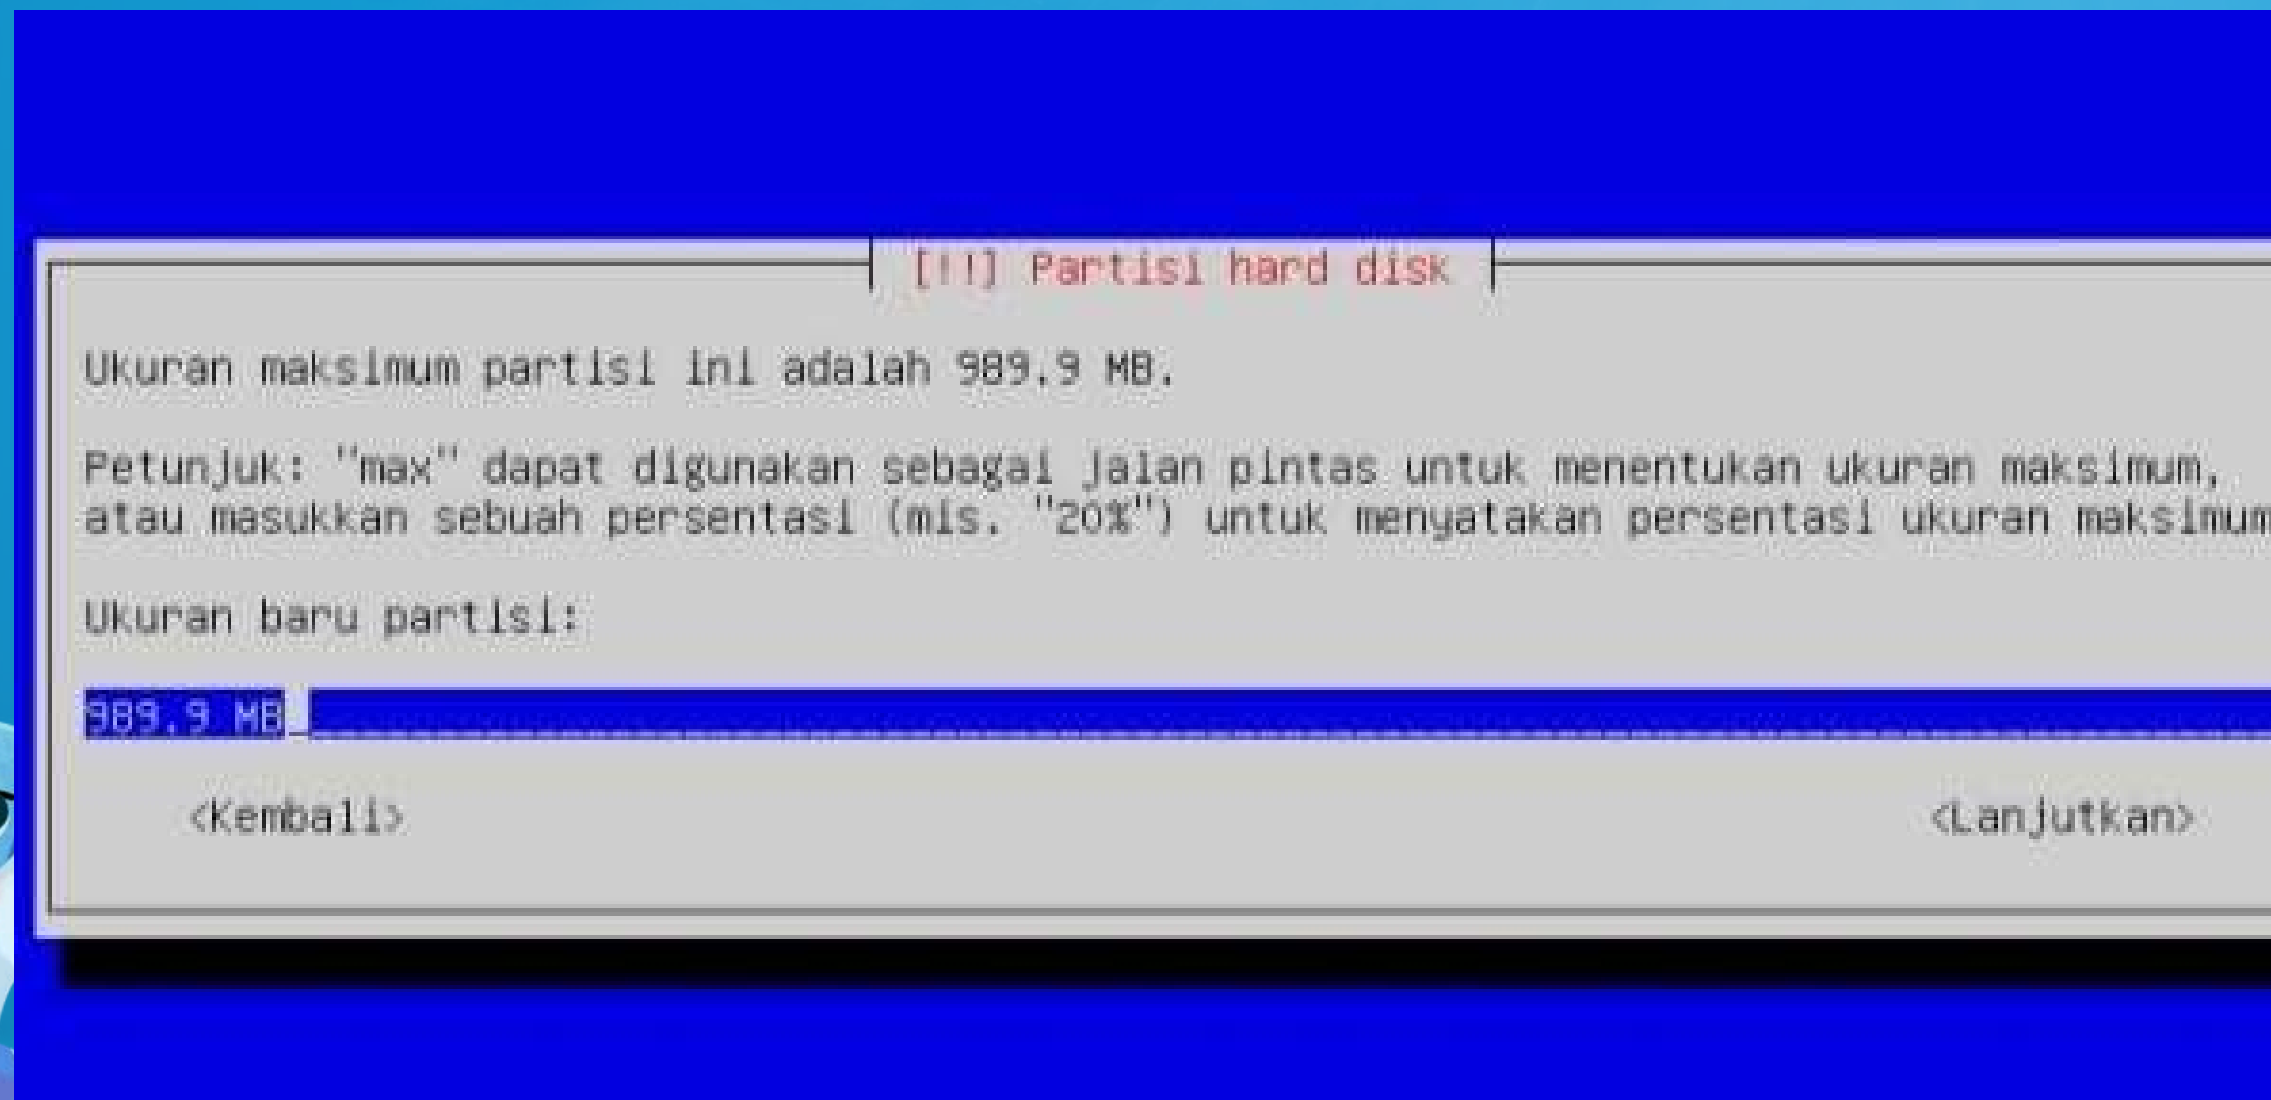 [!!] Partisi hard disk
Ukuran maksimum partisi ini adalah 989.9 MB.
Petunjuk: "max" dapat digunakan sebagai jalan pintas untuk menentukan ukuran maksimum,
atau masukkan sebuah persentasi (mis. "20%") untuk menyatakan persentasi ukuran maksimum
Ukuran baru partisi:
989.9 MB
<Kembali> <Lanjutkan>